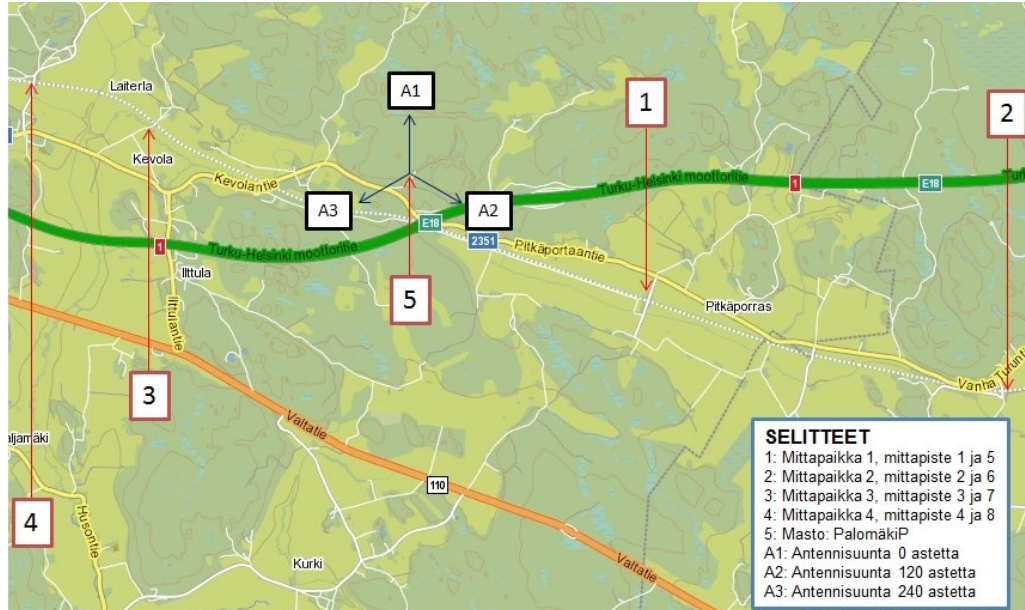 Laiterla
A1
1
2
Kevola
Kevolantie
Turku-Helsinki moottoritie
1
E18
A3
A2
E18
2351
Pitkäportaantie
1
Turku-Helsinki moottoritie
Ilttula
5
Pitkäporras
Ilttulantie
3
Vanha
Valtatie
aljamäki
110
4
Husontie
Kurki
Valtatie
SELITTEET
1: Mittapaikka 1, mittapiste 1 ja 5
2: Mittapaikka 2, mittapiste 2 ja 6
3: Mittapaikka 3, mittapiste 3 ja 7
4: Mittapaikka 4, mittapiste 4 ja 8
5: Masto: PalomäkiP
A1: Antennisuunta 0 astetta
A2: Antennisuunta 120 astetta
A3: Antennisuunta 240 astetta